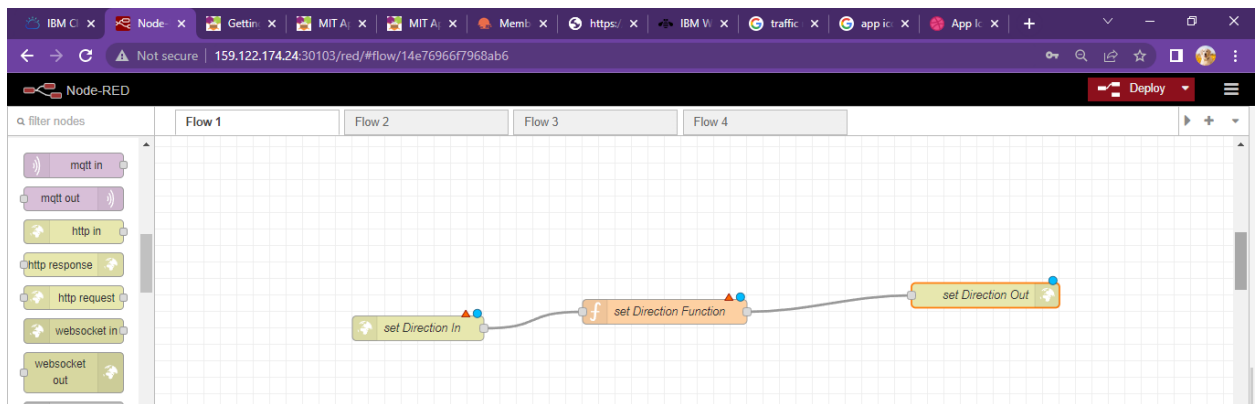 IBM Cl
Node-
Getting
MIT Ap
MIT Ap
Memb
https:/
IBM W
traffic
app ic
App Ic
Not secure | 159.122.174.24:30103/red/#flow/14e76966f7968ab6
Node-RED
Deploy
filter nodes
Flow 1
Flow 2
Flow 3
Flow 4
mqtt in
mqtt out
http in
http response
http request
websocket in
websocket
out
set Direction In
set Direction Function
set Direction Out